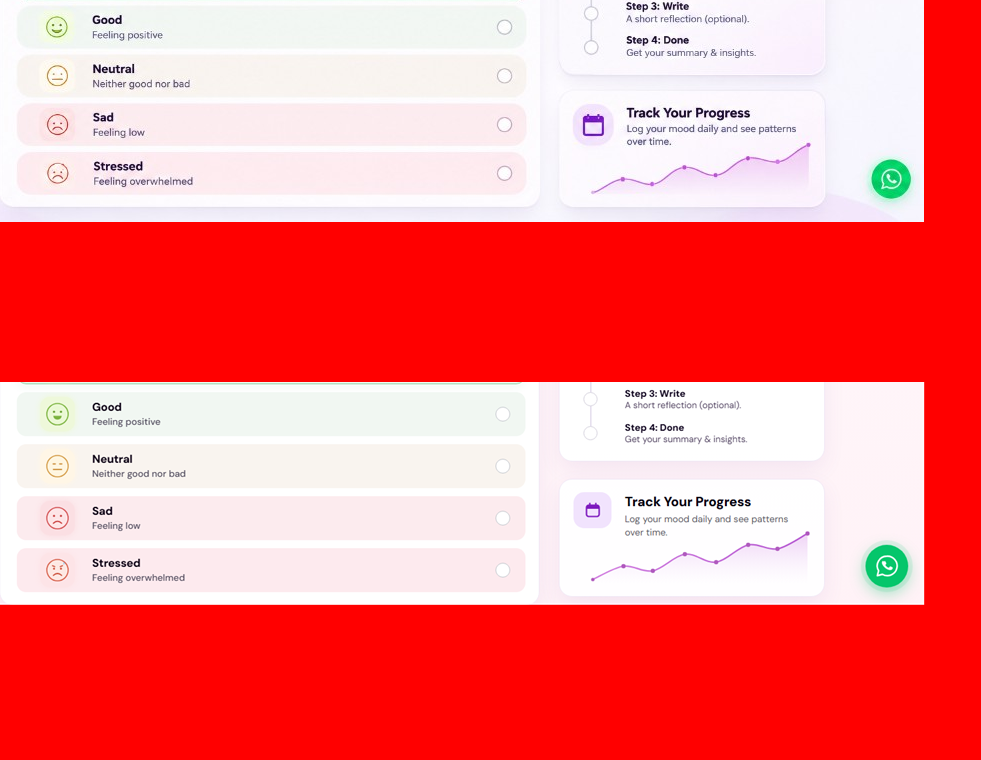 Good
Feeling positive
Neutral
Neither good nor bad
Sad
Feeling low
Stressed
Feeling overwhelmed
Step 3: Write
A short reflection (optional).
Step 4: Done
Get your summary & insights.
Track Your Progress
Log your mood daily and see patterns
over time.
Good
Feeling positive
Neutral
Neither good nor bad
Sad
Feeling low
Stressed
Feeling overwhelmed
Step 3: Write
A short reflection (optional).
Step 4: Done
Get your summary & insights.
Track Your Progress
Log your mood daily and see patterns
over time.